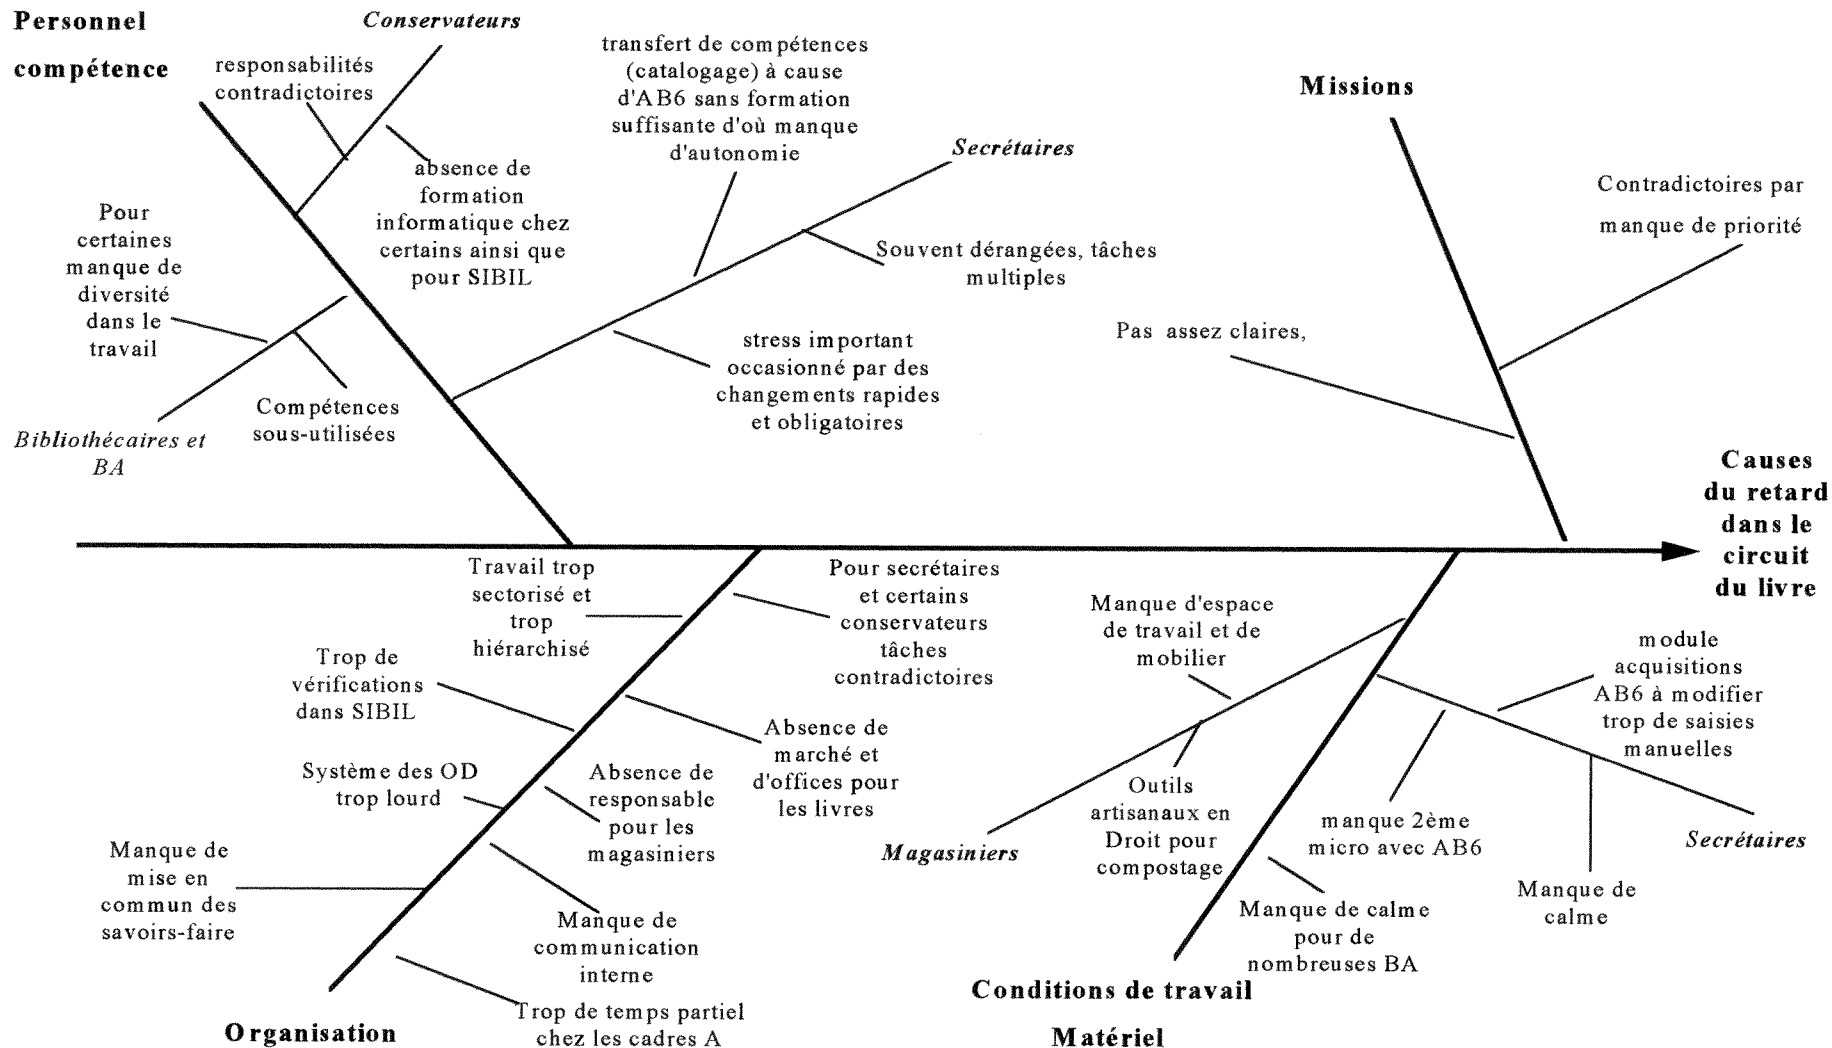 Personnel
compétence
Conservateurs
responsabilités
contradictoires
absence de
formation
informatique chez
certains ainsi que
pour SIBIL
Pour
certaines
manque de
diversité
dans le
travail
Compétences
sous-utilisées
Bibliothécaires et
BA
transfert de compétences
(catalogage) à cause
d'AB6 sans formation
suffisante d'où manque
d'autonomie
Secrétaires
Souvent dérangées, tâches
multiples
stress important
occasionné par des
changements rapides
et obligatoires
Missions
Contradictoires par
manque de priorité
Pas assez claires,
Causes
du retard
dans le
circuit
du livre
Travail trop
sectorisé et
trop
hiérarchisé
Pour secrétaires
et certains
conservateurs
tâches
contradictoires
Trop de
vérifications
dans SIBIL
Absence de
marché et
d'offices pour
les livres
Système des OD
trop lourd
Absence de
responsable
pour les
magasiniers
Manque de
mise en
commun des
savoirs-faire
Manque de
communication
interne
Trop de temps partiel
chez les cadres A
Organisation
Manque d'espace
de travail et de
mobilier
Outils
artisanaux en
Droit pour
compostage
Magasiniers
module
acquisitions
AB6 à modifier
trop de saisies
manuelles
manque 2ème
micro avec AB6
Secrétaires
Manque de
calme
Manque de calme
pour de
nombreuses BA
Conditions de travail
Matériel